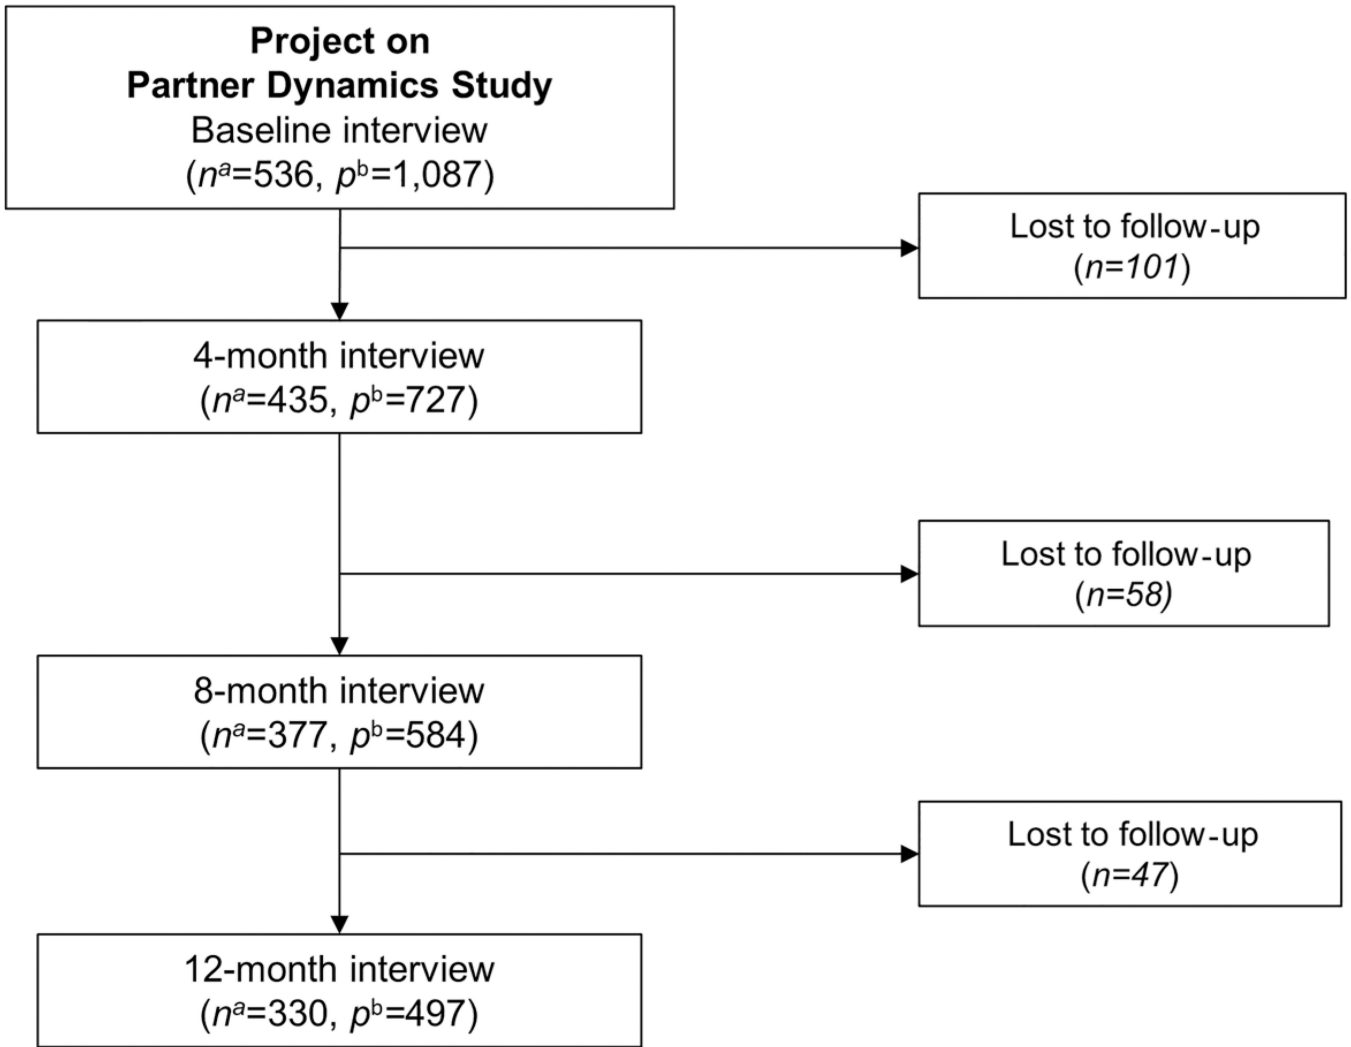 Project on
Partner Dynamics Study
Baseline interview
(nᵃ=536, pᵇ=1,087)
Lost to follow-up
(n=101)
4-month interview
(nᵃ=435, pᵇ=727)
Lost to follow-up
(n=58)
8-month interview
(nᵃ=377, pᵇ=584)
Lost to follow-up
(n=47)
12-month interview
(nᵃ=330, pᵇ=497)